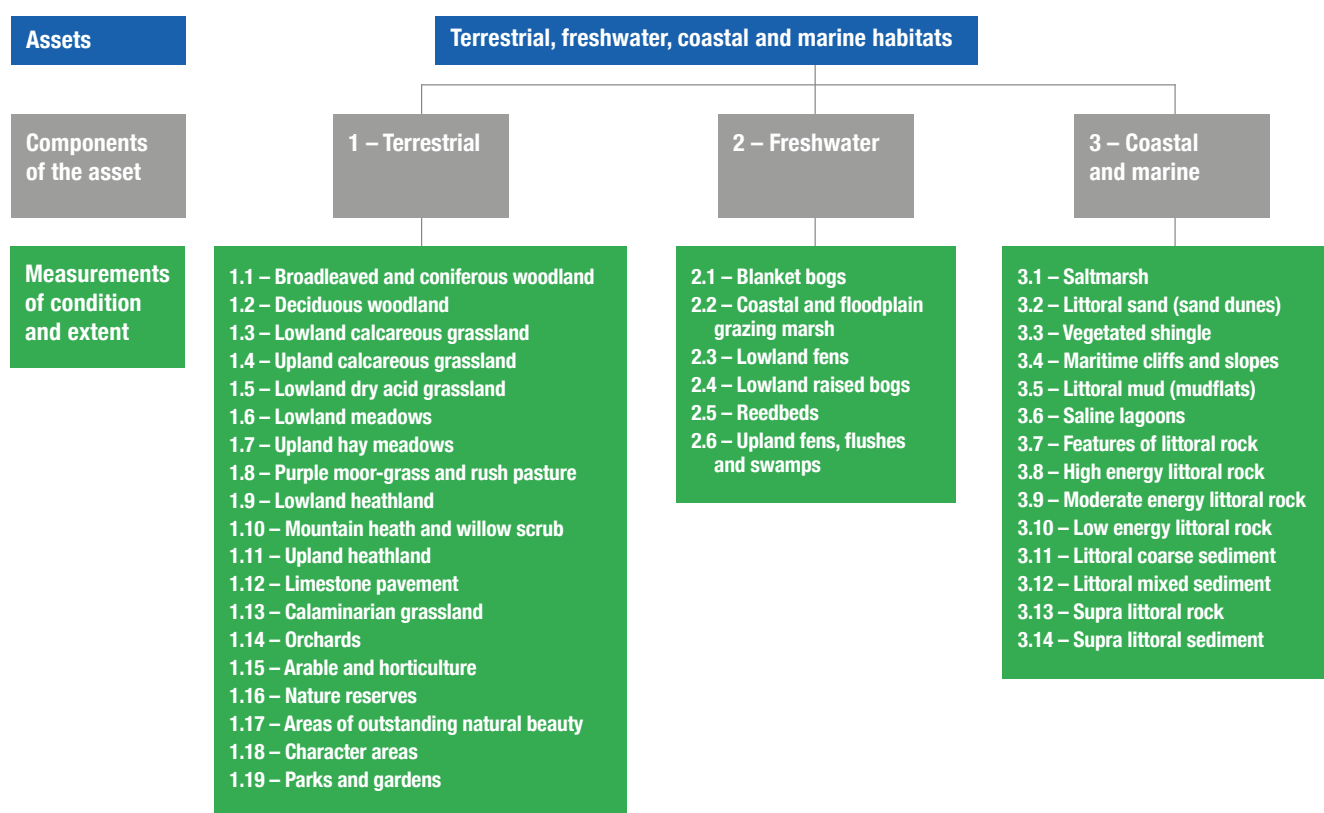 Assets
Terrestrial, freshwater, coastal and marine habitats
Components
of the asset
1 – Terrestrial
2 – Freshwater
3 – Coastal
and marine
Measurements
of condition
and extent
1.1 – Broadleaved and coniferous woodland
1.2 – Deciduous woodland
1.3 – Lowland calcareous grassland
1.4 – Upland calcareous grassland
1.5 – Lowland dry acid grassland
1.6 – Lowland meadows
1.7 – Upland hay meadows
1.8 – Purple moor-grass and rush pasture
1.9 – Lowland heathland
1.10 – Mountain heath and willow scrub
1.11 – Upland heathland
1.12 – Limestone pavement
1.13 – Calaminarian grassland
1.14 – Orchards
1.15 – Arable and horticulture
1.16 – Nature reserves
1.17 – Areas of outstanding natural beauty
1.18 – Character areas
1.19 – Parks and gardens
2.1 – Blanket bogs
2.2 – Coastal and floodplain
grazing marsh
2.3 – Lowland fens
2.4 – Lowland raised bogs
2.5 – Reedbeds
2.6 – Upland fens, flushes
and swamps
3.1 – Saltmarsh
3.2 – Littoral sand (sand dunes)
3.3 – Vegetated shingle
3.4 – Maritime cliffs and slopes
3.5 – Littoral mud (mudflats)
3.6 – Saline lagoons
3.7 – Features of littoral rock
3.8 – High energy littoral rock
3.9 – Moderate energy littoral rock
3.10 – Low energy littoral rock
3.11 – Littoral coarse sediment
3.12 – Littoral mixed sediment
3.13 – Supra littoral rock
3.14 – Supra littoral sediment